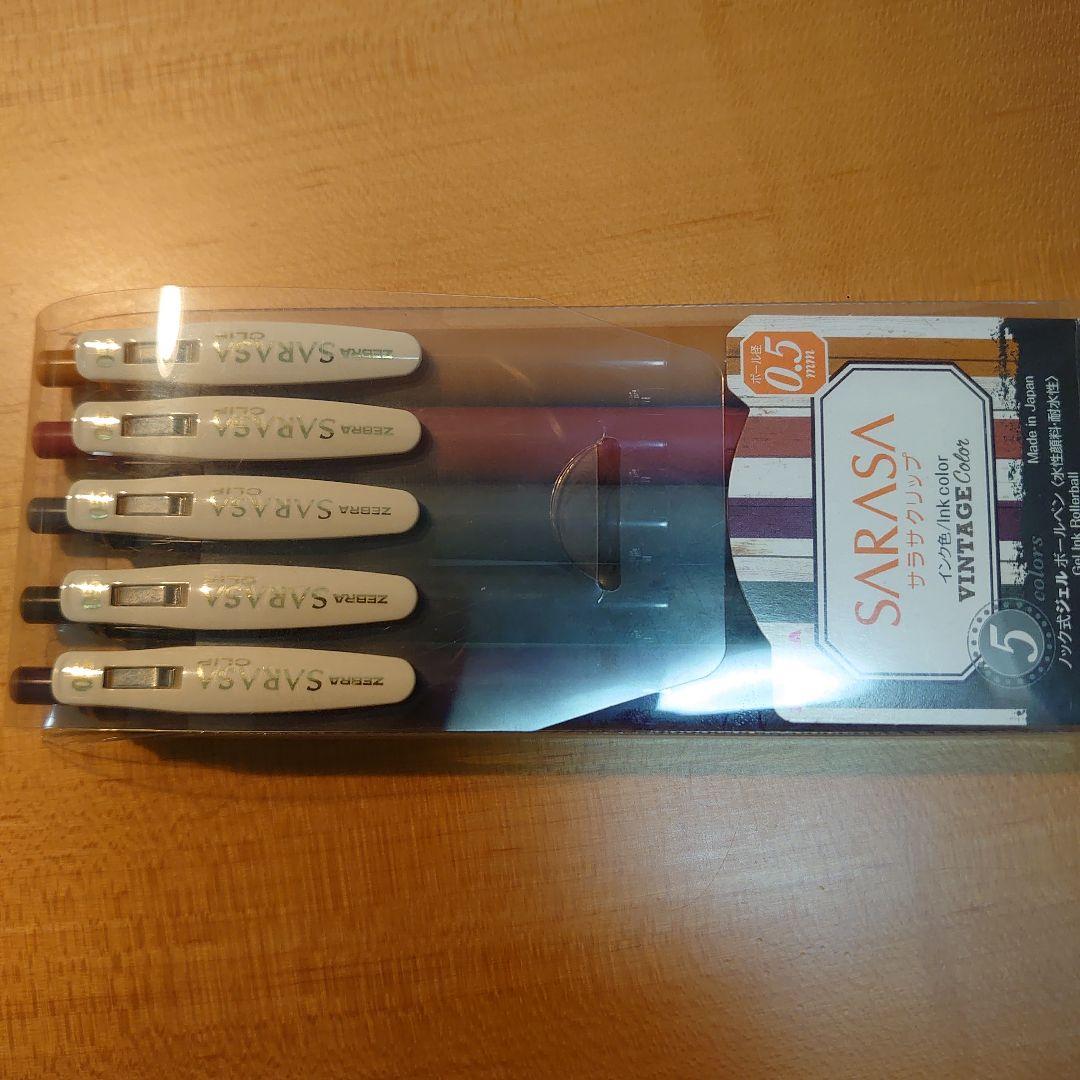 ボール径
0.5
mm
SARASA
サラサクリップ
インク色/Ink color
VINTAGE Color
5
colors
Made in Japan
ノック式ジェルボールペン〈水性顔料・耐水性〉
Gel Ink Rollerball
ZEBRA SARASA
CLIP
ZEBRA SARASA
CLIP
ZEBRA SARASA
CLIP
ZEBRA SARASA
CLIP
ZEBRA SARASA
CLIP